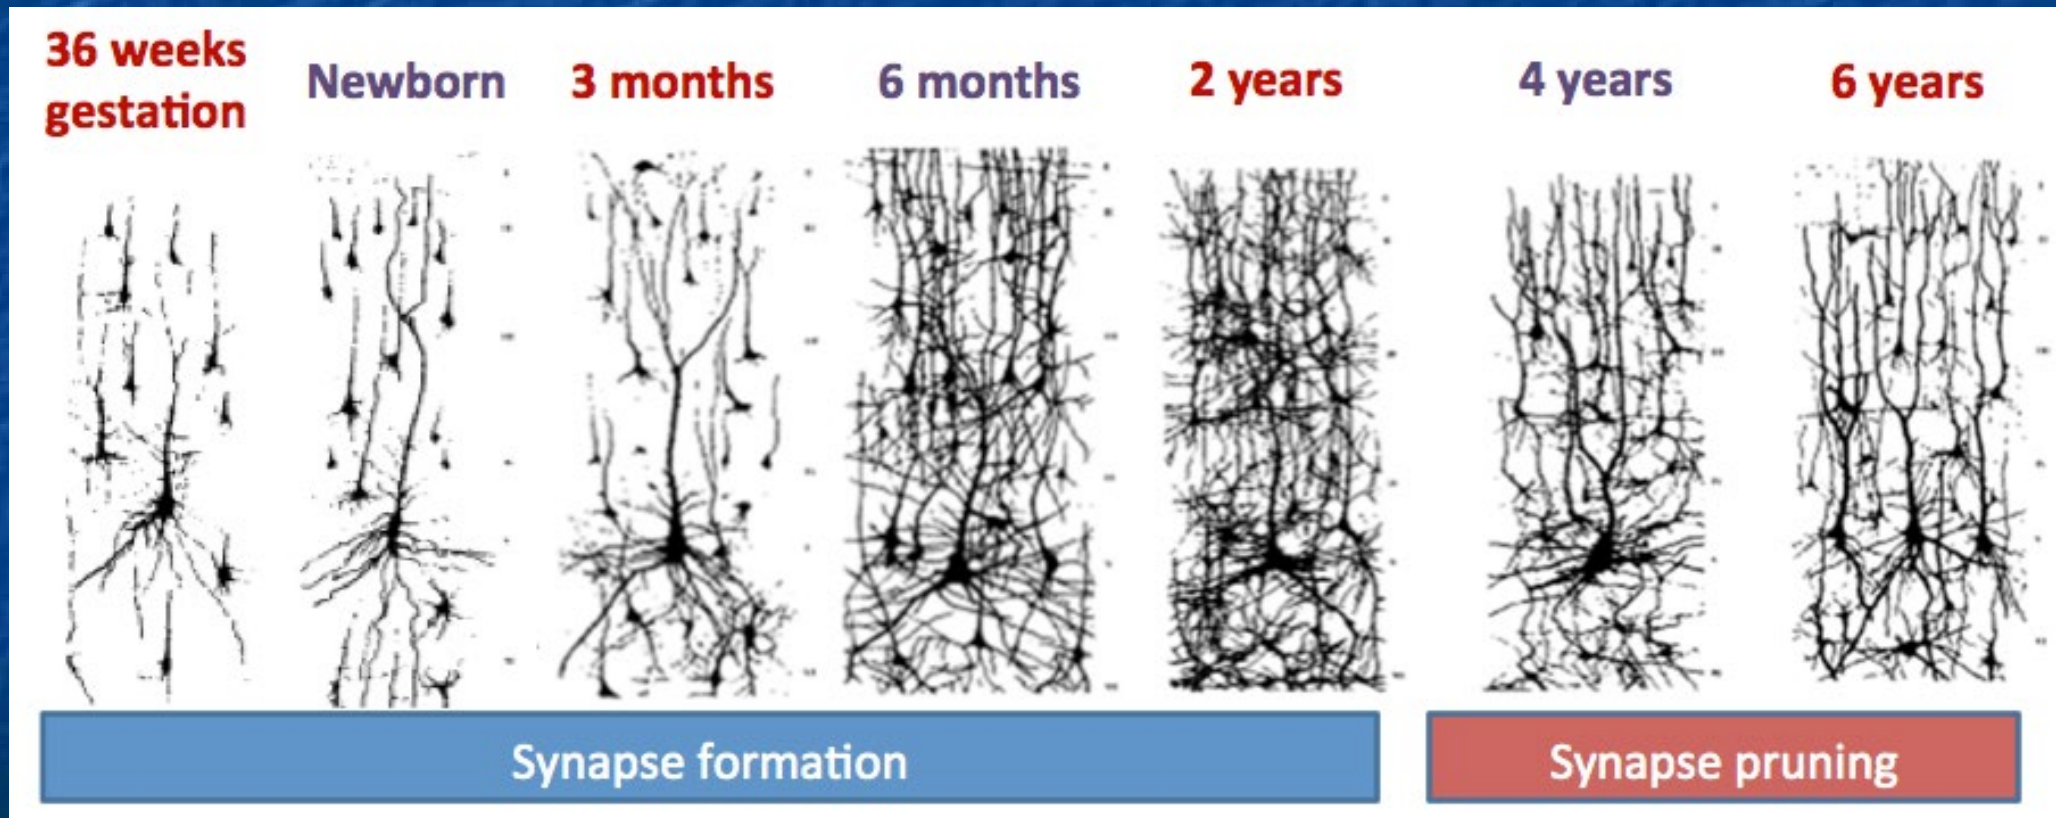 36 weeks
gestation
Newborn
3 months
6 months
2 years
4 years
6 years
Synapse formation
Synapse pruning